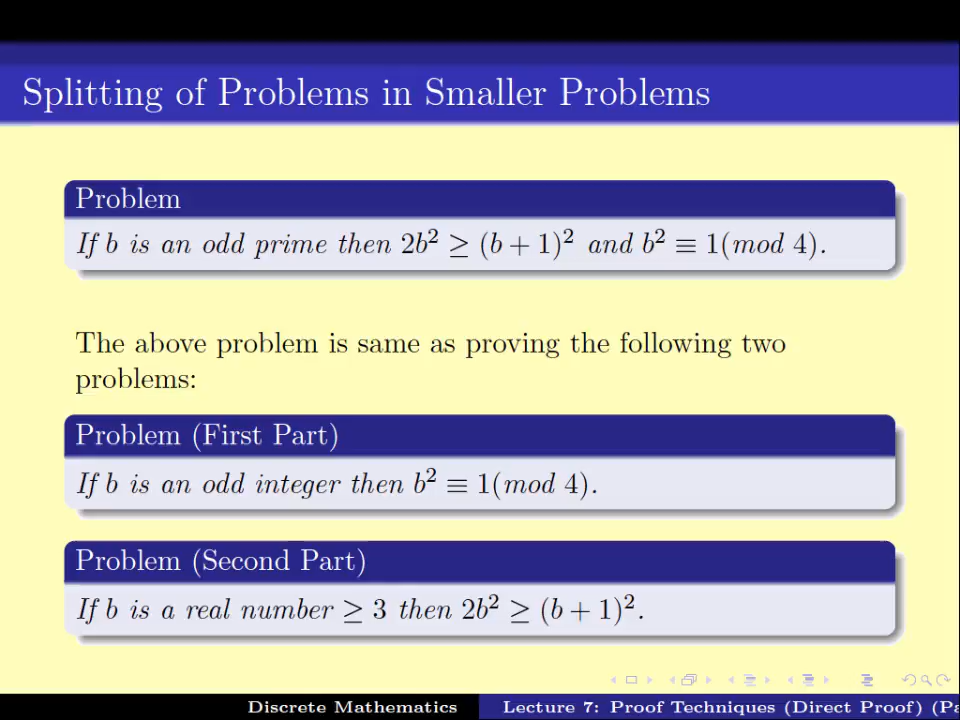 Splitting of Problems in Smaller Problems
Problem
If b is an odd prime then 2b² ≥ (b + 1)² and b² ≡ 1(mod 4).
The above problem is same as proving the following two
problems:
Problem (First Part)
If b is an odd integer then b² ≡ 1(mod 4).
Problem (Second Part)
If b is a real number ≥ 3 then 2b² ≥ (b + 1)².
Discrete Mathematics
Lecture 7: Proof Techniques (Direct Proof) (Pa